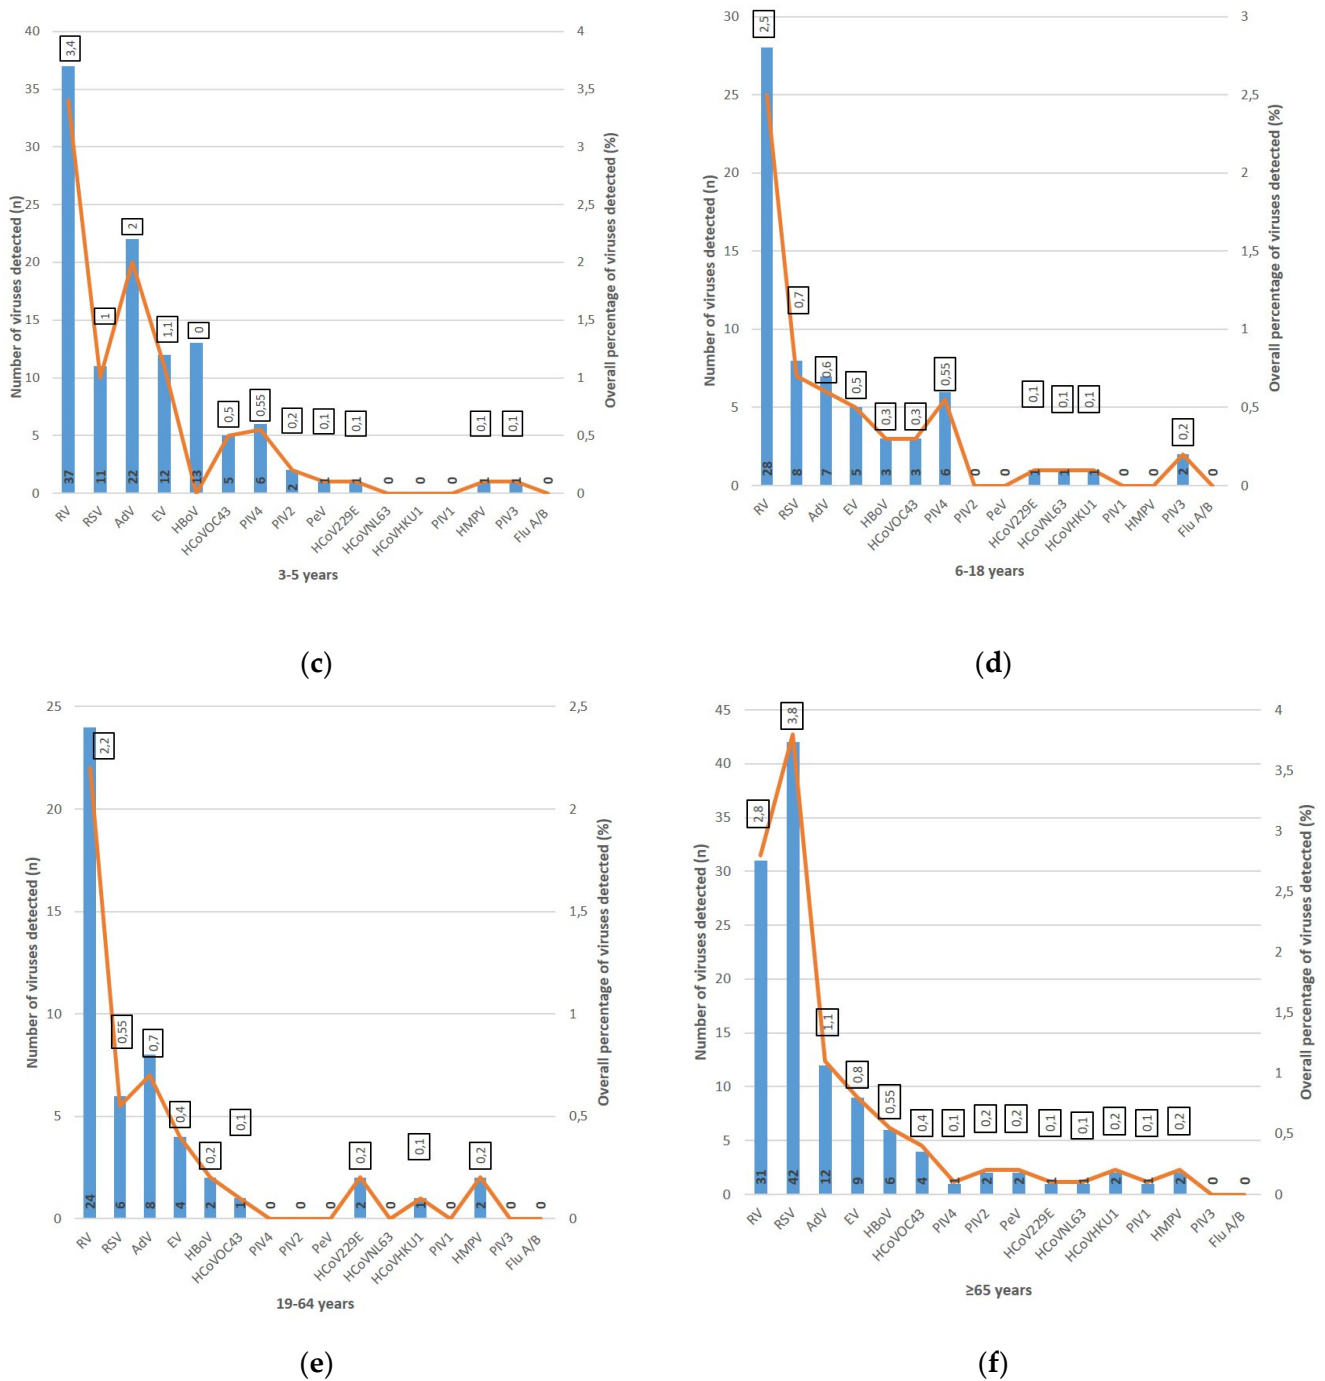 40
35
30
25
20
15
10
5
0
Number of viruses detected (n)
4
3,5
3
2,5
2
1,5
1
0,5
0
Overall percentage of viruses detected (%)
3,4
1
2
1,1
0
0,5
0,55
0,2
0,1
0,1
0,1
0,1
37
11
22
12
13
5
6
2
1
1
0
0
0
1
1
0
RV
RSV
AdV
EV
HBoV
HCoVOC43
PIV4
PIV2
PeV
HCoV229E
HCoVNL63
HCoVHKU1
PIV1
HMPV
PIV3
Flu A/B
3-5 years
(c)
30
25
20
15
10
5
0
Number of viruses detected (n)
3
2,5
2
1,5
1
0,5
0
Overall percentage of viruses detected (%)
2,5
0,7
0,6
0,5
0,3
0,3
0,55
0,1
0,1
0,1
0,2
28
8
7
5
3
3
6
0
0
1
1
1
0
0
2
0
RV
RSV
AdV
EV
HBoV
HCoVOC43
PIV4
PIV2
PeV
HCoV229E
HCoVNL63
HCoVHKU1
PIV1
HMPV
PIV3
Flu A/B
6-18 years
(d)
25
20
15
10
5
0
Number of viruses detected (n)
2,5
2
1,5
1
0,5
0
Overall percentage of viruses detected (%)
2,2
0,55
0,7
0,4
0,2
0,1
0,2
0,1
0,2
24
6
8
4
2
1
0
0
0
2
0
1
0
2
0
0
RV
RSV
AdV
EV
HBoV
HCoVOC43
PIV4
PIV2
PeV
HCoV229E
HCoVNL63
HCoVHKU1
PIV1
HMPV
PIV3
Flu A/B
19-64 years
(e)
45
40
35
30
25
20
15
10
5
0
Number of viruses detected (n)
4
3,5
3
2,5
2
1,5
1
0,5
0
Overall percentage of viruses detected (%)
2,8
3,8
1,1
0,8
0,55
0,4
0,1
0,2
0,2
0,1
0,1
0,2
0,1
0,2
31
42
12
9
6
4
1
2
2
1
1
2
1
2
0
0
RV
RSV
AdV
EV
HBoV
HCoVOC43
PIV4
PIV2
PeV
HCoV229E
HCoVNL63
HCoVHKU1
PIV1
HMPV
PIV3
Flu A/B
≥65 years
(f)